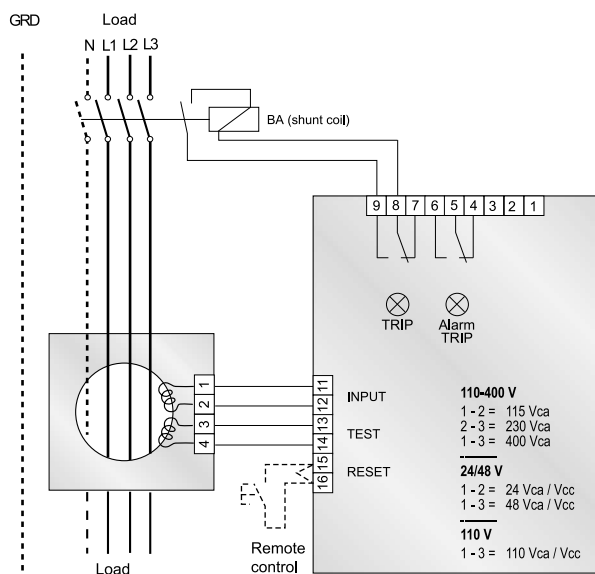 GRD
Load
N L1 L2 L3
BA (shunt coil)
9 8 7 6 5 4 3 2 1
TRIP
Alarm
TRIP
1
2
3
4
11
12
13
14
15
16
INPUT
TEST
RESET
110-400 V
1 - 2 = 115 Vca
2 - 3 = 230 Vca
1 - 3 = 400 Vca
24/48 V
1 - 2 = 24 Vca / Vcc
1 - 3 = 48 Vca / Vcc
110 V
1 - 3 = 110 Vca / Vcc
Remote
control
Load